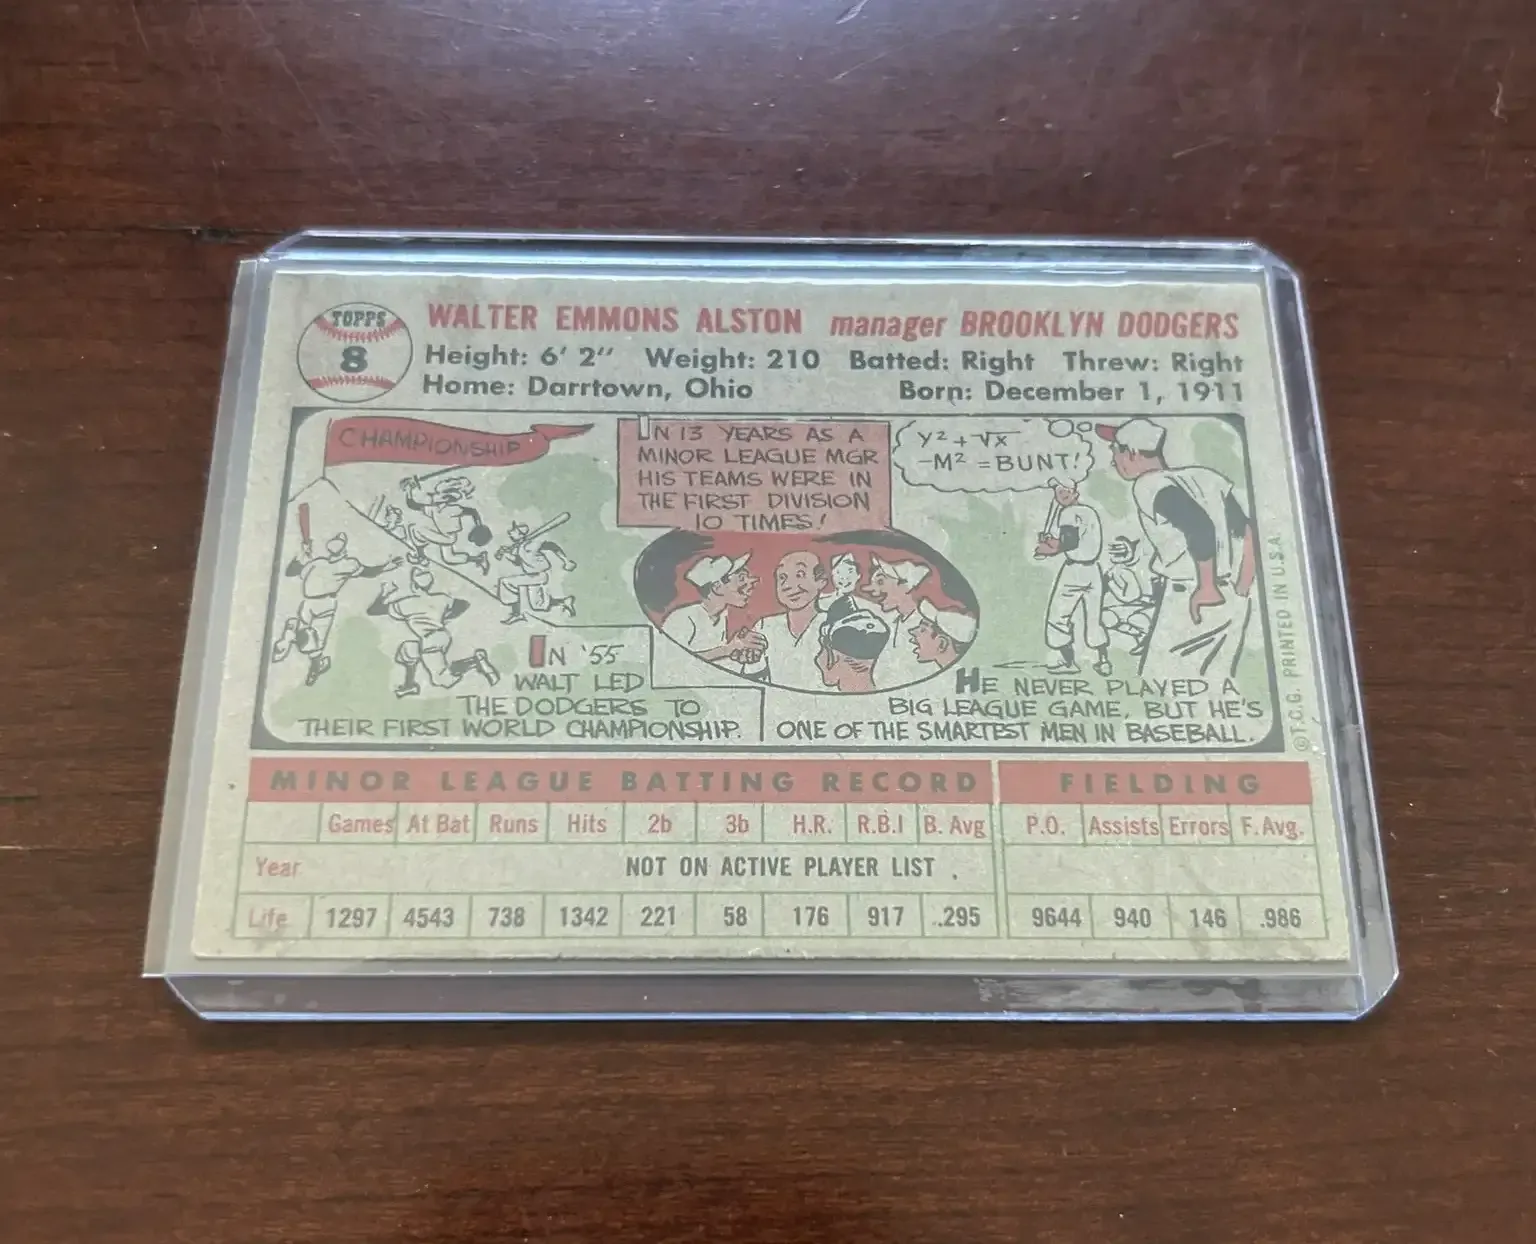 TOPPS
8
WALTER EMMONS ALSTON manager BROOKLYN DODGERS
Height: 6' 2" Weight: 210 Batted: Right Threw: Right
Home: Darrtown, Ohio Born: December 1, 1911
CHAMPIONSHIP
IN '55
WALT LED
THE DODGERS TO
THEIR FIRST WORLD CHAMPIONSHIP.
IN 13 YEARS AS A
MINOR LEAGUE MGR
HIS TEAMS WERE IN
THE FIRST DIVISION
10 TIMES!
Y² + √X
-M² = BUNT!
HE NEVER PLAYED A
BIG LEAGUE GAME, BUT HE'S
ONE OF THE SMARTEST MEN IN BASEBALL.
©T.C.G. PRINTED IN U.S.A.
MINOR LEAGUE BATTING RECORD FIELDING
Games At Bat Runs Hits 2b 3b H.R. R.B.I B. Avg P.O. Assists Errors F. Avg.
Year NOT ON ACTIVE PLAYER LIST
Life 1297 4543 738 1342 221 58 176 917 .295 9644 940 146 .986